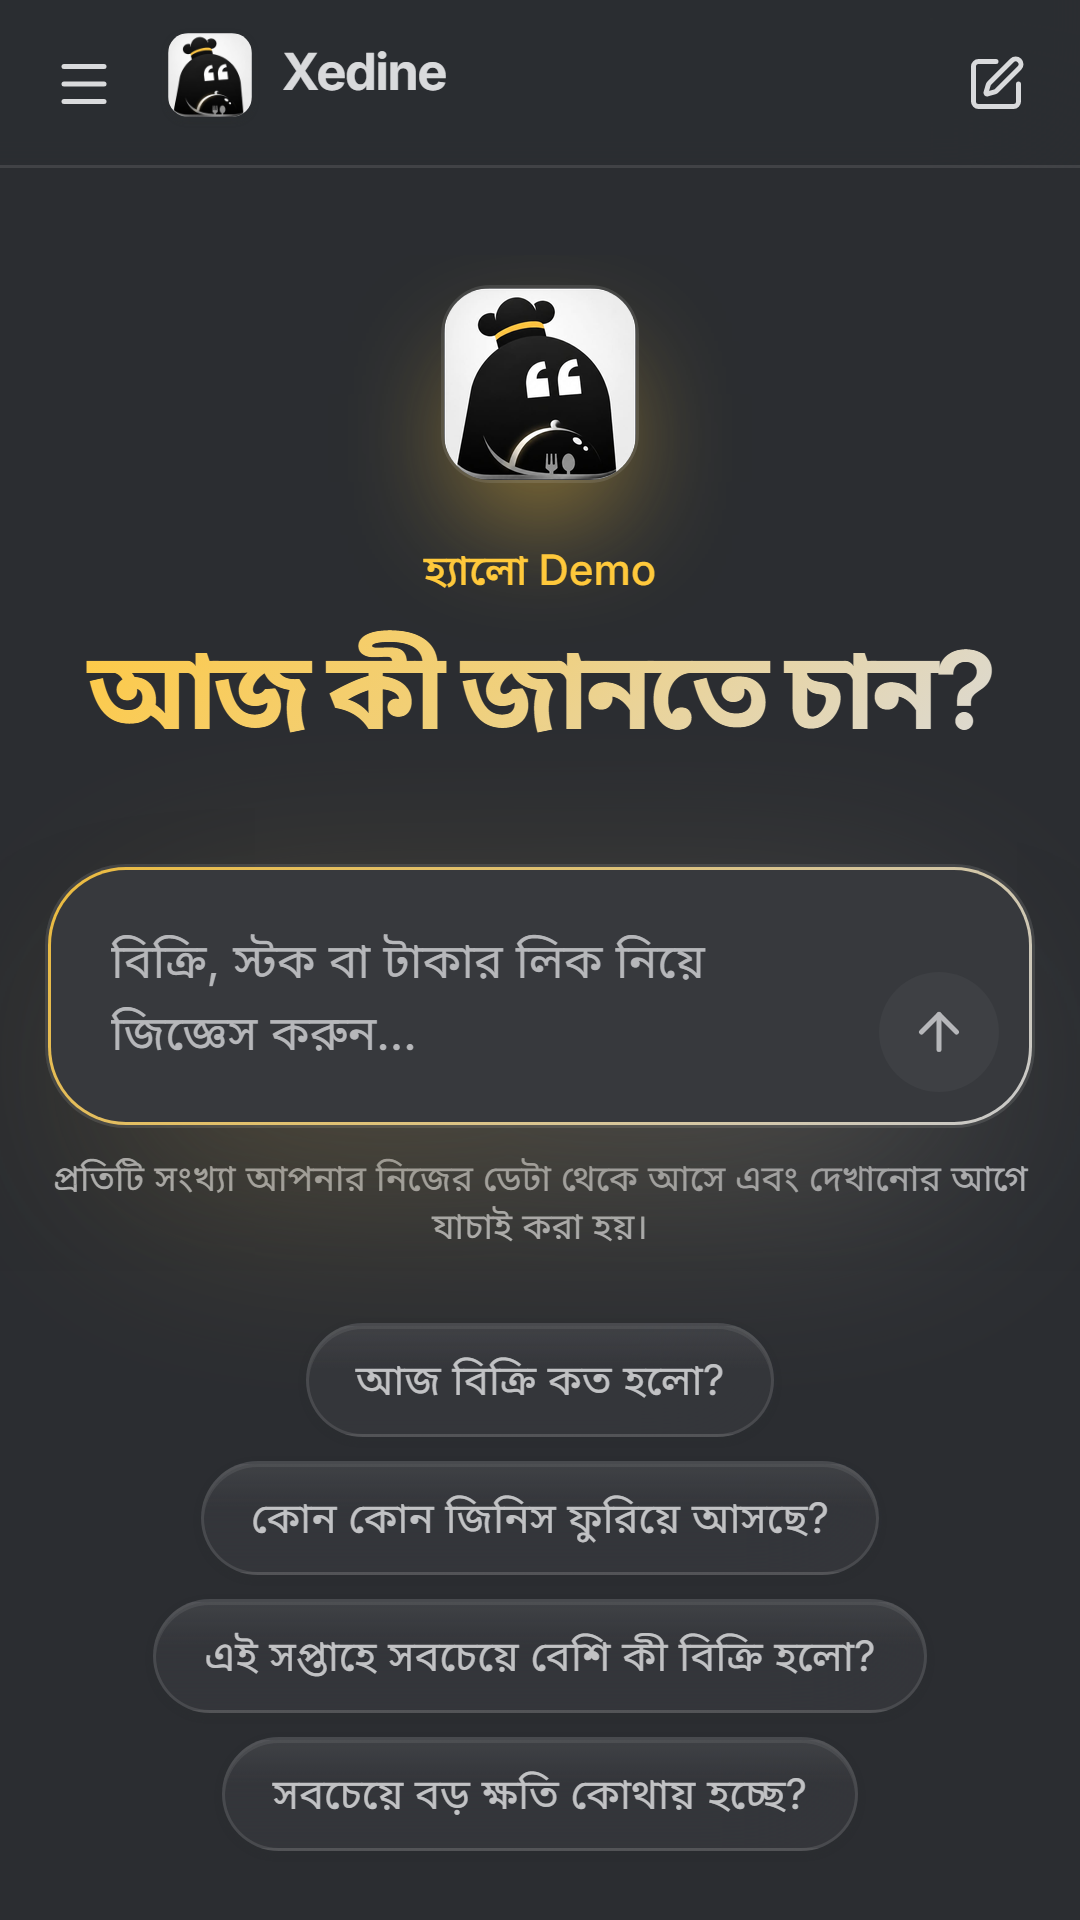 Xedine
হ্যালো Demo
আজ কী জানতে চান?
বিক্রি, স্টক বা টাকার লিক নিয়ে
জিজ্ঞেস করুন...
প্রতিটি সংখ্যা আপনার নিজের ডেটা থেকে আসে এবং দেখানোর আগে
যাচাই করা হয়।
আজ বিক্রি কত হলো?
কোন কোন জিনিস ফুরিয়ে আসছে?
এই সপ্তাহে সবচেয়ে বেশি কী বিক্রি হলো?
সবচেয়ে বড় ক্ষতি কোথায় হচ্ছে?